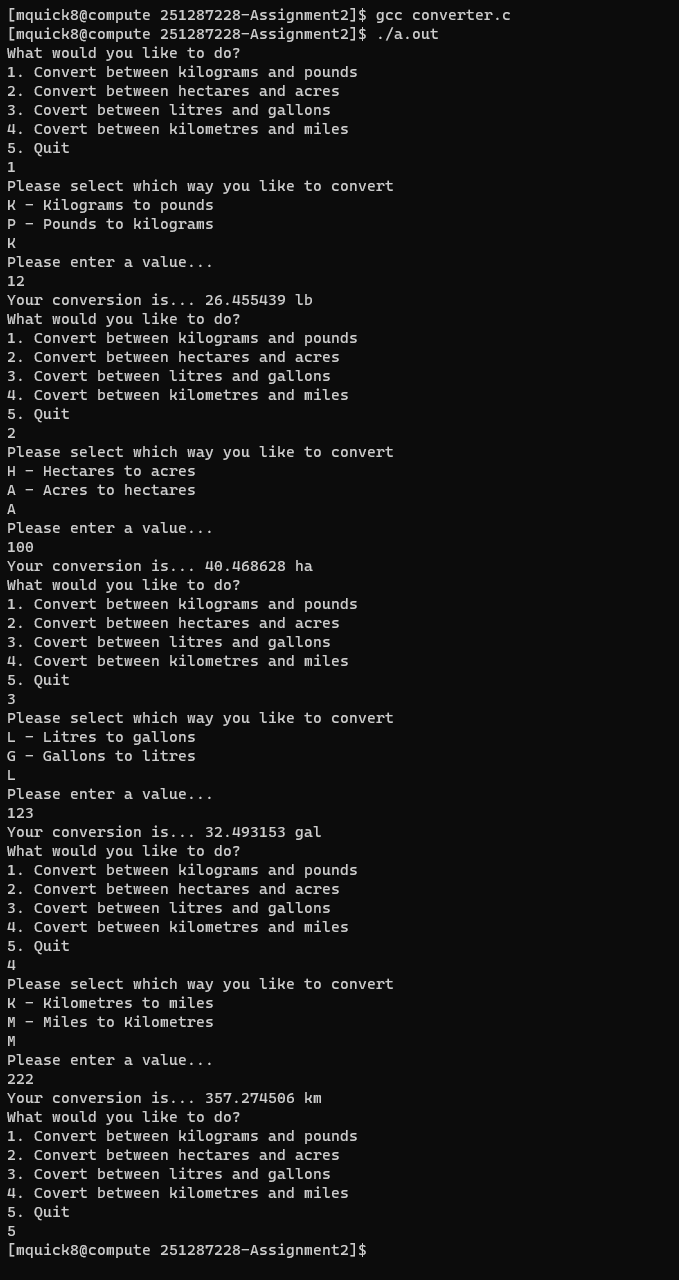 [mquick8@compute 251287228-Assignment2]$ gcc converter.c
[mquick8@compute 251287228-Assignment2]$ ./a.out
What would you like to do?
1. Convert between kilograms and pounds
2. Convert between hectares and acres
3. Covert between litres and gallons
4. Covert between kilometres and miles
5. Quit
1
Please select which way you like to convert
K - Kilograms to pounds
P - Pounds to kilograms
K
Please enter a value...
12
Your conversion is... 26.455439 lb
What would you like to do?
1. Convert between kilograms and pounds
2. Convert between hectares and acres
3. Covert between litres and gallons
4. Covert between kilometres and miles
5. Quit
2
Please select which way you like to convert
H - Hectares to acres
A - Acres to hectares
A
Please enter a value...
100
Your conversion is... 40.468628 ha
What would you like to do?
1. Convert between kilograms and pounds
2. Convert between hectares and acres
3. Covert between litres and gallons
4. Covert between kilometres and miles
5. Quit
3
Please select which way you like to convert
L - Litres to gallons
G - Gallons to litres
L
Please enter a value...
123
Your conversion is... 32.493153 gal
What would you like to do?
1. Convert between kilograms and pounds
2. Convert between hectares and acres
3. Covert between litres and gallons
4. Covert between kilometres and miles
5. Quit
4
Please select which way you like to convert
K - Kilometres to miles
M - Miles to Kilometres
M
Please enter a value...
222
Your conversion is... 357.274506 km
What would you like to do?
1. Convert between kilograms and pounds
2. Convert between hectares and acres
3. Covert between litres and gallons
4. Covert between kilometres and miles
5. Quit
5
[mquick8@compute 251287228-Assignment2]$